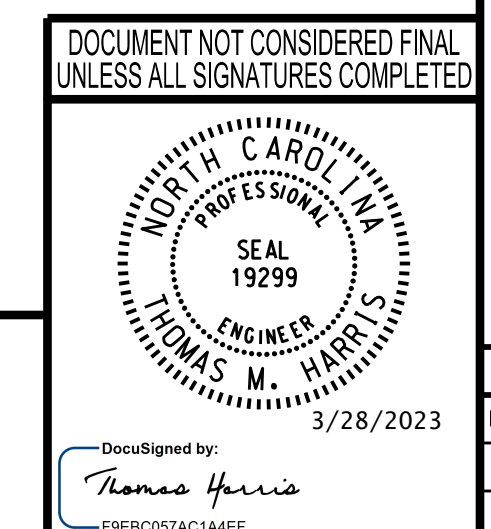 DOCUMENT NOT CONSIDERED FINAL
UNLESS ALL SIGNATURES COMPLETED
NORTH CAROLINA
PROFESSIONAL
SEAL
19299
ENGINEER
THOMAS M. HARRIS
3/28/2023
DocuSigned by:
Thomas Harris